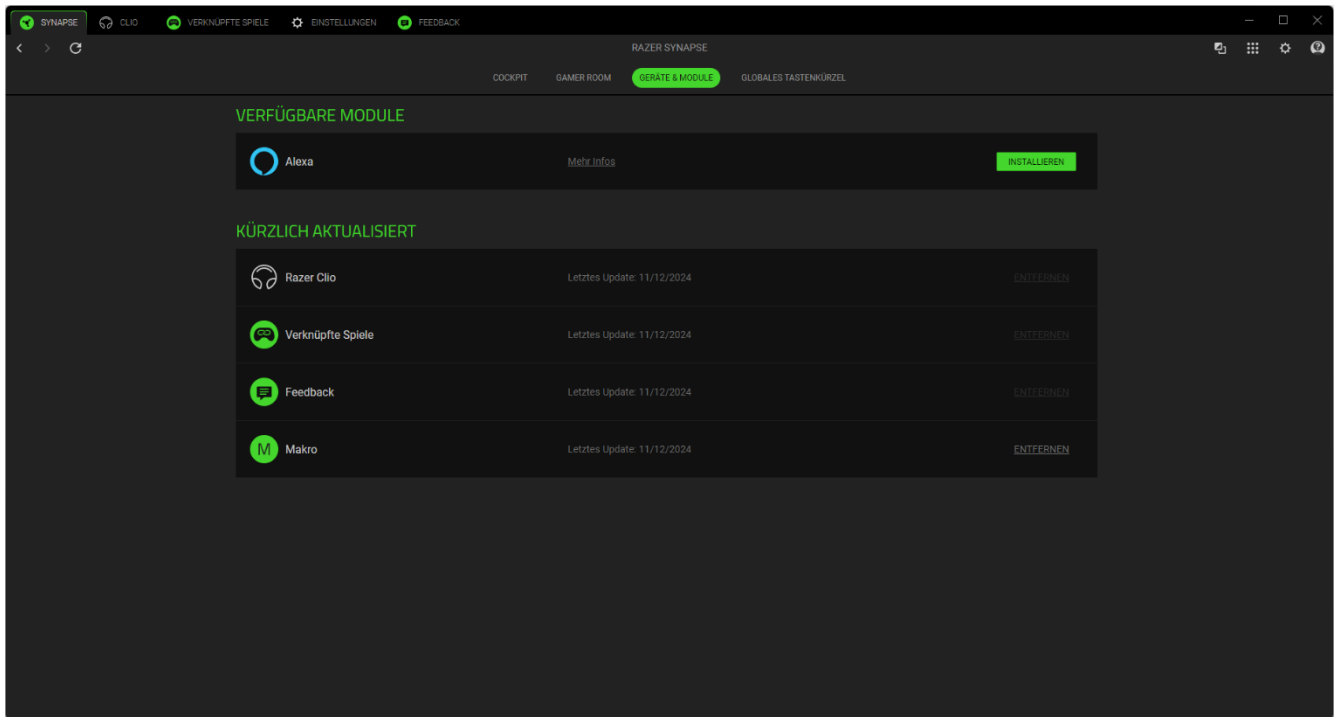 SYNAPSE CLIO VERKNÜPFTE SPIELE EINSTELLUNGEN FEEDBACK
RAZER SYNAPSE
COCKPIT GAMER ROOM GERÄTE & MODULE GLOBALES TASTENKÜRZEL
VERFÜGBARE MODULE
Alexa Mehr Infos INSTALLIEREN
KÜRZLICH AKTUALISIERT
Razer Clio Letztes Update: 11/12/2024 ENTFERNEN
Verknüpfte Spiele Letztes Update: 11/12/2024 ENTFERNEN
Feedback Letztes Update: 11/12/2024 ENTFERNEN
M Makro Letztes Update: 11/12/2024 ENTFERNEN